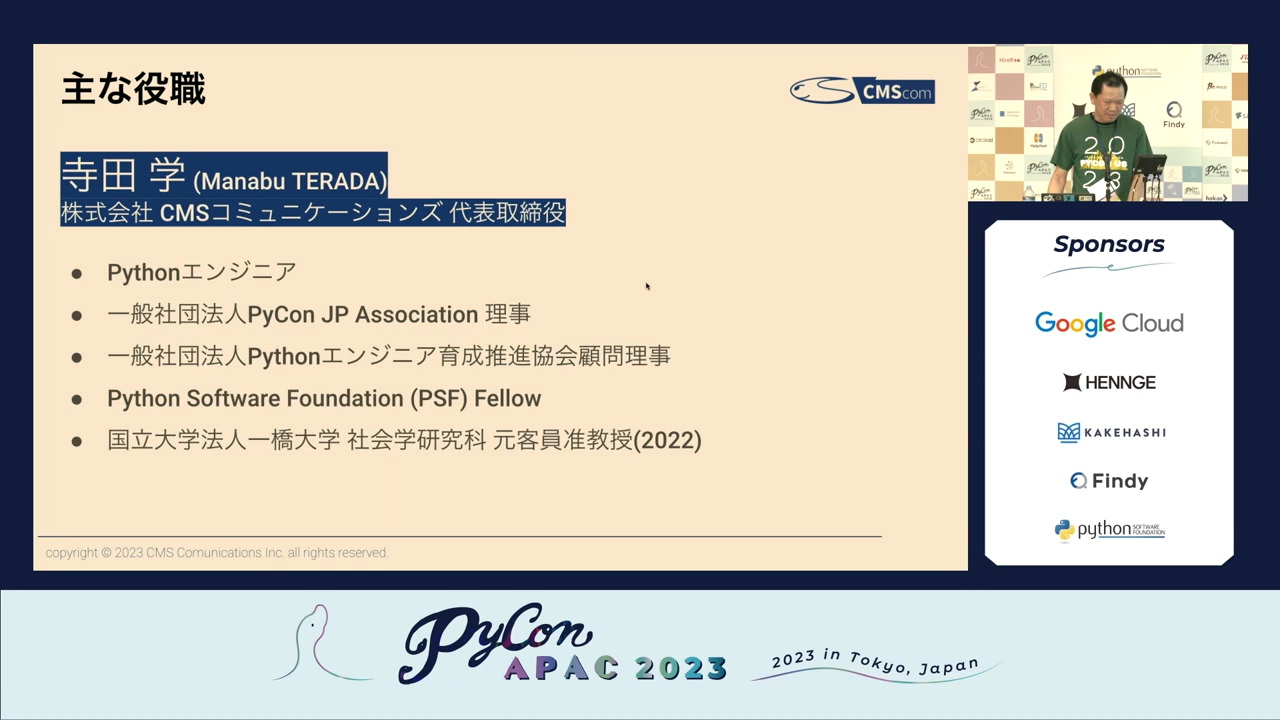 主な役職
CMScom
寺田 学 (Manabu TERADA)
株式会社 CMSコミュニケーションズ 代表取締役
● Pythonエンジニア
● 一般社団法人PyCon JP Association 理事
● 一般社団法人Pythonエンジニア育成推進協会顧問理事
● Python Software Foundation (PSF) Fellow
● 国立大学法人一橋大学 社会学研究科 元客員准教授(2022)
copyright © 2023 CMS Comunications Inc. all rights reserved.
python
Findy
20
23
Sponsors
Google Cloud
HENNGE
KAKEHASHI
Findy
python SOFTWARE FOUNDATION
PyCon
APAC 2023
2023 in Tokyo, Japan